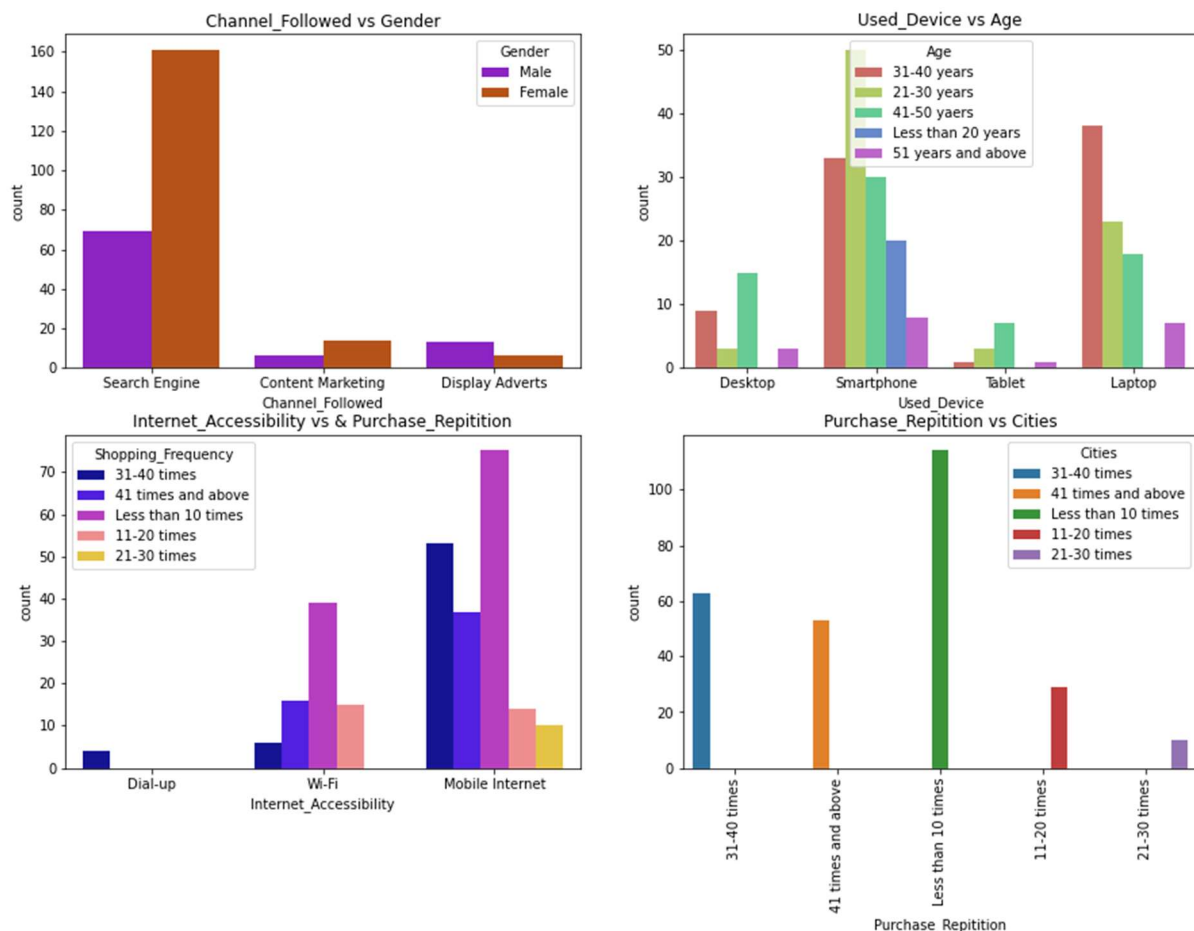 Channel_Followed vs Gender
160
140
120
100
80
60
40
20
0
count
Gender
Male
Female
Search Engine
Content Marketing
Display Adverts
Channel_Followed
Used_Device vs Age
50
40
30
20
10
0
count
Age
31-40 years
21-30 years
41-50 yaers
Less than 20 years
51 years and above
Desktop
Smartphone
Tablet
Laptop
Used_Device
Internet_Accessibility vs & Purchase_Repitition
70
60
50
40
30
20
10
0
count
Shopping_Frequency
31-40 times
41 times and above
Less than 10 times
11-20 times
21-30 times
Dial-up
Wi-Fi
Mobile Internet
Internet_Accessibility
Purchase_Repitition vs Cities
100
80
60
40
20
0
count
Cities
31-40 times
41 times and above
Less than 10 times
11-20 times
21-30 times
31-40 times
41 times and above
Less than 10 times
11-20 times
21-30 times
Purchase_Repitition